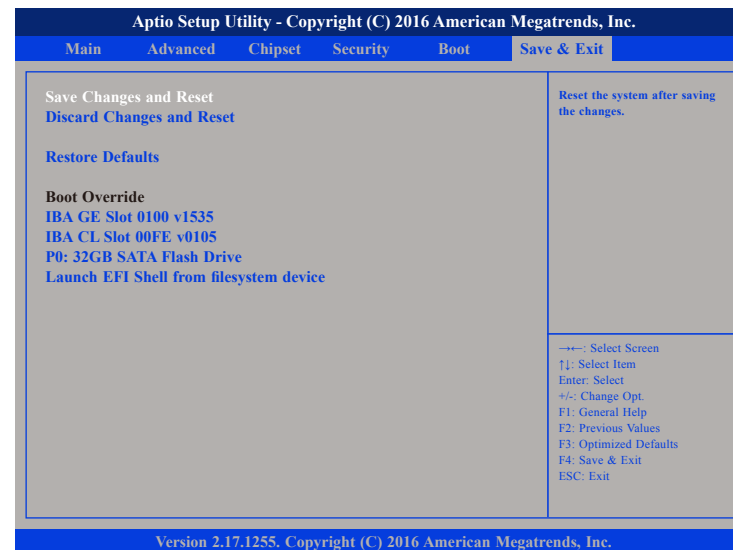 Aptio Setup Utility - Copyright (C) 2016 American Megatrends, Inc.
Main Advanced Chipset Security Boot Save & Exit
Save Changes and Reset
Discard Changes and Reset
Restore Defaults
Boot Override
IBA GE Slot 0100 v1535
IBA CL Slot 00FE v0105
P0: 32GB SATA Flash Drive
Launch EFI Shell from filesystem device
Reset the system after saving
the changes.
→←: Select Screen
↑↓: Select Item
Enter: Select
+/-: Change Opt.
F1: General Help
F2: Previous Values
F3: Optimized Defaults
F4: Save & Exit
ESC: Exit
Version 2.17.1255. Copyright (C) 2016 American Megatrends, Inc.